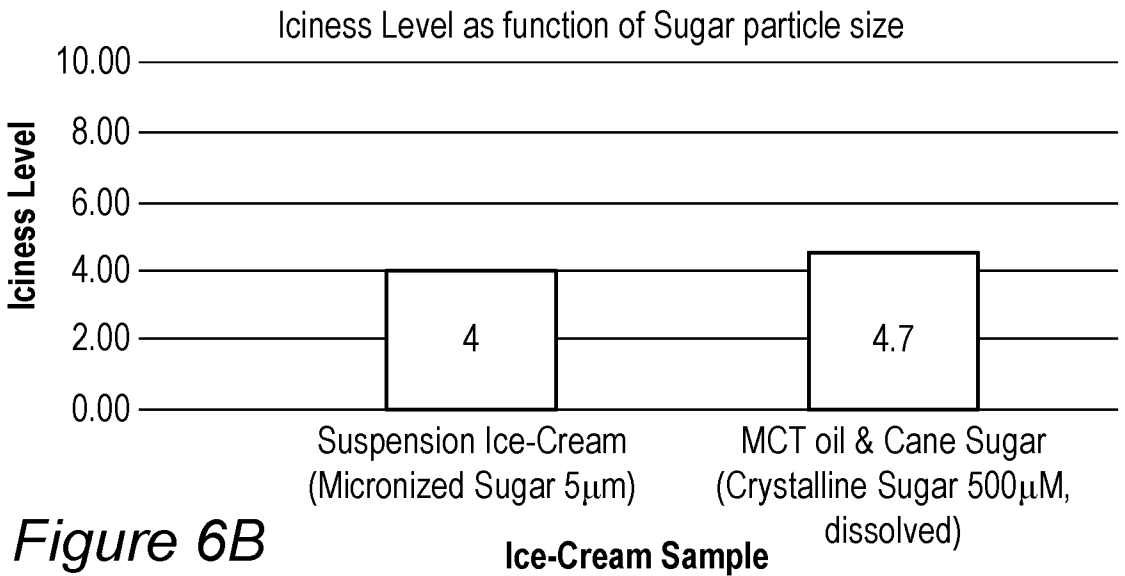 Iciness Level as function of Sugar particle size
10.00
8.00
6.00
4.00
2.00
0.00
Iciness Level
4
4.7
Suspension Ice-Cream
(Micronized Sugar 5μm)
MCT oil & Cane Sugar
(Crystalline Sugar 500μM,
dissolved)
Ice-Cream Sample
Figure 6B